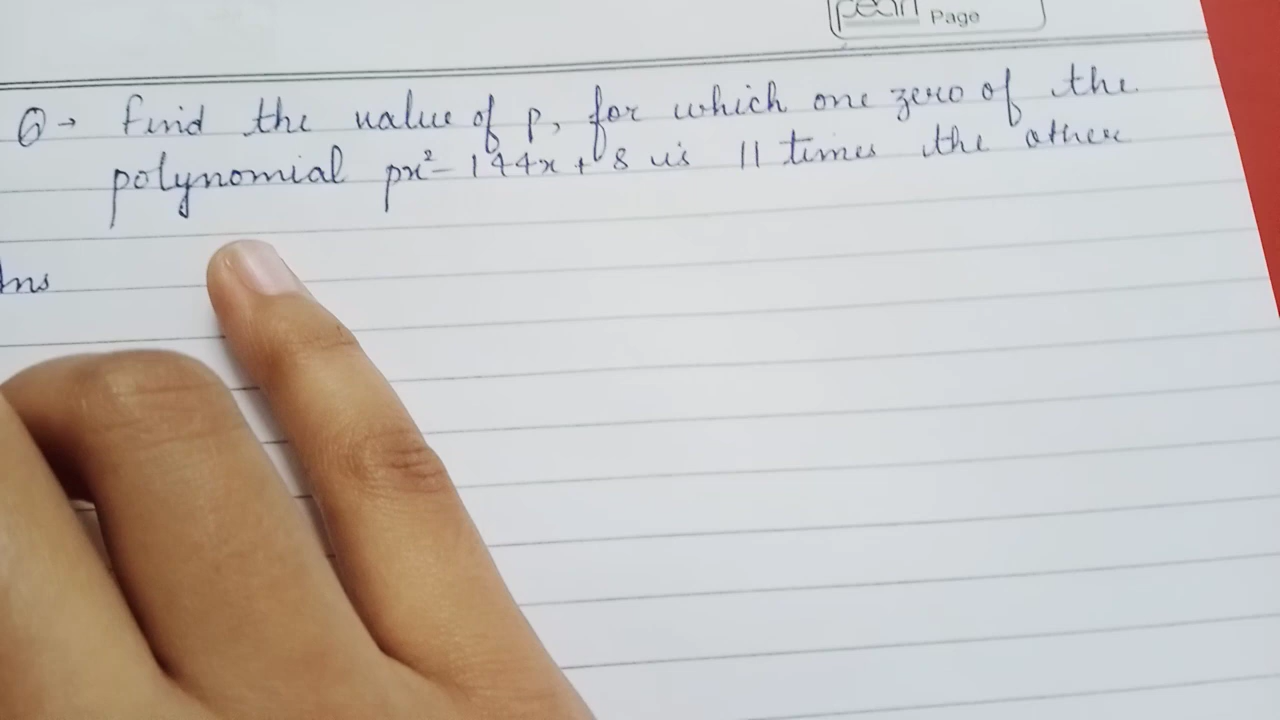 pearl Page
Q→ find the value of p, for which one zero of the
polynomial px²- 144x + 8 is 11 times the other
Ans